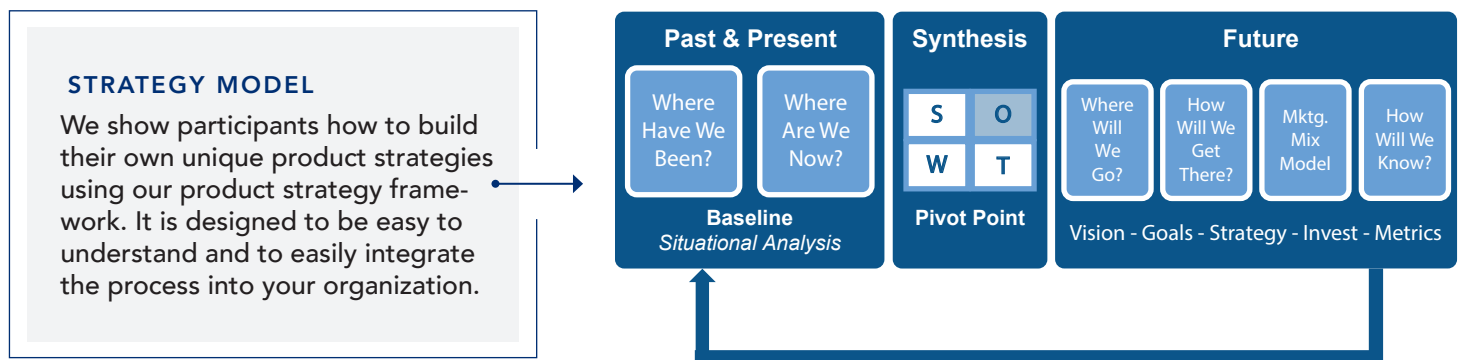 STRATEGY MODEL
We show participants how to build
their own unique product strategies
using our product strategy frame-
work. It is designed to be easy to
understand and to easily integrate
the process into your organization.
Past & Present
Where
Have We
Been?
Where
Are We
Now?
Baseline
Situational Analysis
Synthesis
S O
W T
Pivot Point
Future
Where
Will
We
Go?
How
Will We
Get
There?
Mktg.
Mix
Model
How
Will We
Know?
Vision - Goals - Strategy - Invest - Metrics